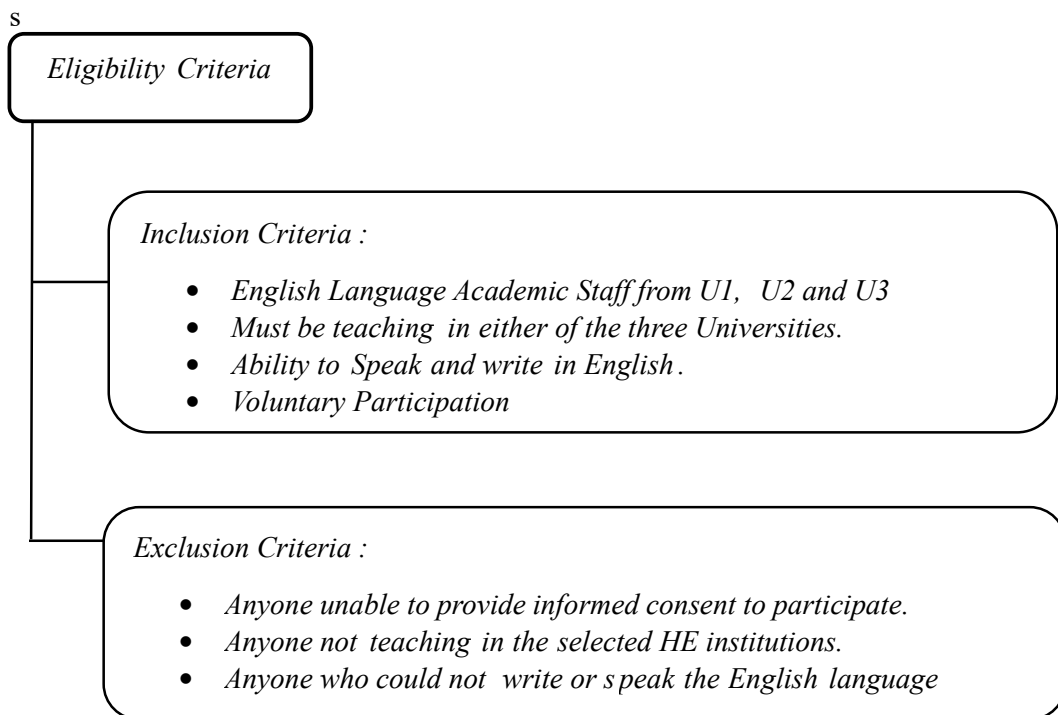 s
Eligibility Criteria
Inclusion Criteria :
• English Language Academic Staff from U1, U2 and U3
• Must be teaching in either of the three Universities.
• Ability to Speak and write in English.
• Voluntary Participation
Exclusion Criteria :
• Anyone unable to provide informed consent to participate.
• Anyone not teaching in the selected HE institutions.
• Anyone who could not write or speak the English language